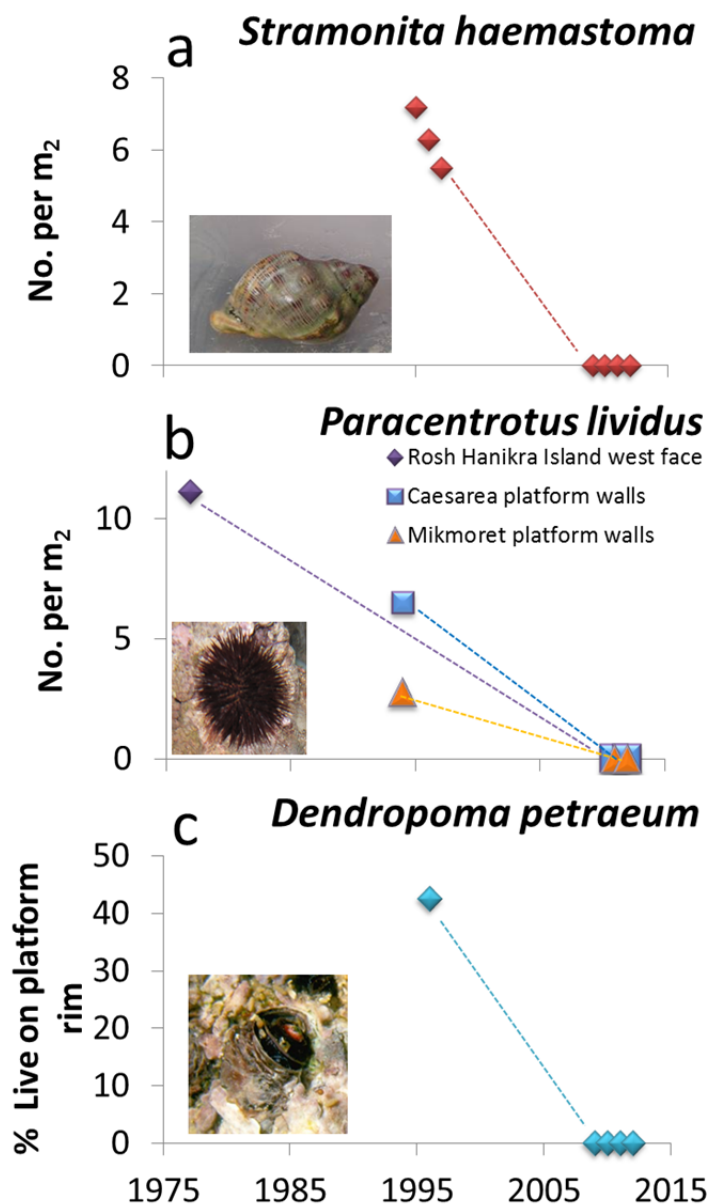 a
Stramonita haemastoma
No. per m2
8
6
4
2
0
b
Paracentrotus lividus
Rosh Hanikra Island west face
Caesarea platform walls
Mikmoret platform walls
No. per m2
10
5
0
c
Dendropoma petraeum
% Live on platform
rim
50
40
30
20
10
0
1975 1985 1995 2005 2015